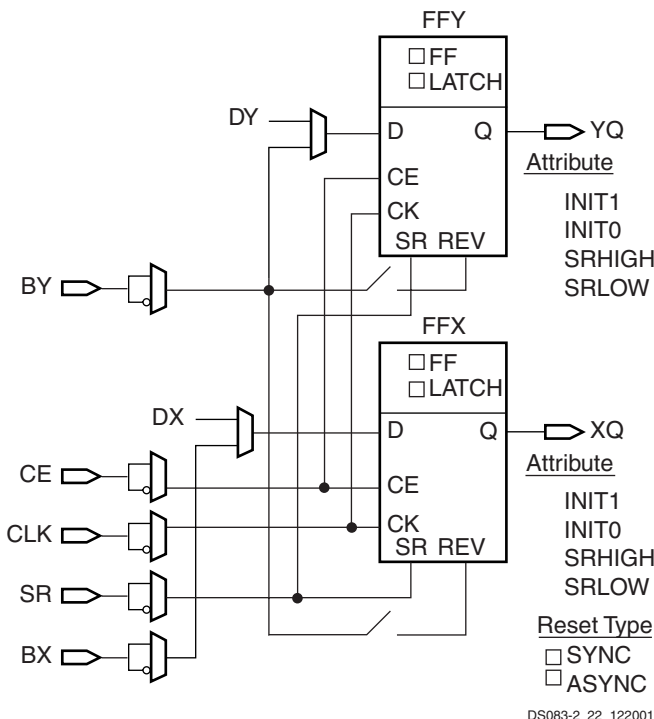 FFY
FF
LATCH
DY
D Q
YQ
Attribute
CE
CK
INIT1
INIT0
SRHIGH
SRLOW
SR REV
BY
FFX
FF
LATCH
DX
D Q
XQ
Attribute
CE
CE
CLK
CK
INIT1
INIT0
SRHIGH
SRLOW
SR REV
SR
Reset Type
SYNC
ASYNC
BX
DS083-2_22_122001